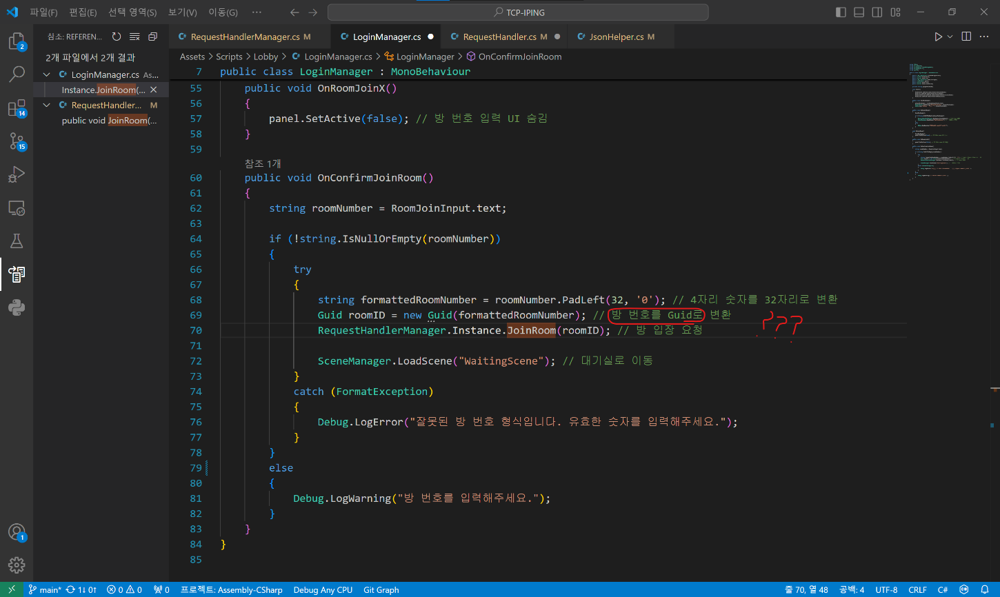 파일(F) 편집(E) 선택 영역(S) 보기(V) 이동(G) ··· TCP-IPING
참조: REFEREN...
RequestHandlerManager.cs M LoginManager.cs RequestHandler.cs M JsonHelper.cs M
2개 파일에서 2개 결과
LoginManager.cs As...
Instance.JoinRoom(...
RequestHandler... M
public void JoinRoom(...
2
14
15
1
Assets > Scripts > Lobby > LoginManager.cs > LoginManager > OnConfirmJoinRoom
7 public class LoginManager : MonoBehaviour
55 public void OnRoomJoinX()
56 {
57 panel.SetActive(false); // 방 번호 입력 UI 숨김
58 }
59
참조 1개
60 public void OnConfirmJoinRoom()
61 {
62 string roomNumber = RoomJoinInput.text;
63
64 if (!string.IsNullOrEmpty(roomNumber))
65 {
66 try
67 {
68 string formattedRoomNumber = roomNumber.PadLeft(32, '0'); // 4자리 숫자를 32자리로 변환
69 Guid roomID = new Guid(formattedRoomNumber); // 방 번호를 Guid로 변환
70 RequestHandlerManager.Instance.JoinRoom(roomID); // 방 입장 요청
???
71
72 SceneManager.LoadScene("WaitingScene"); // 대기실로 이동
73 }
74 catch (FormatException)
75 {
76 Debug.LogError("잘못된 방 번호 형식입니다. 유효한 숫자를 입력해주세요.");
77 }
78 }
79 else
80 {
81 Debug.LogWarning("방 번호를 입력해주세요.");
82 }
83 }
84 }
85
main* 1↓ 0↑ 0 0 0 프로젝트: Assembly-CSharp Debug Any CPU Git Graph 줄 70, 열 48 공백: 4 UTF-8 CRLF C#